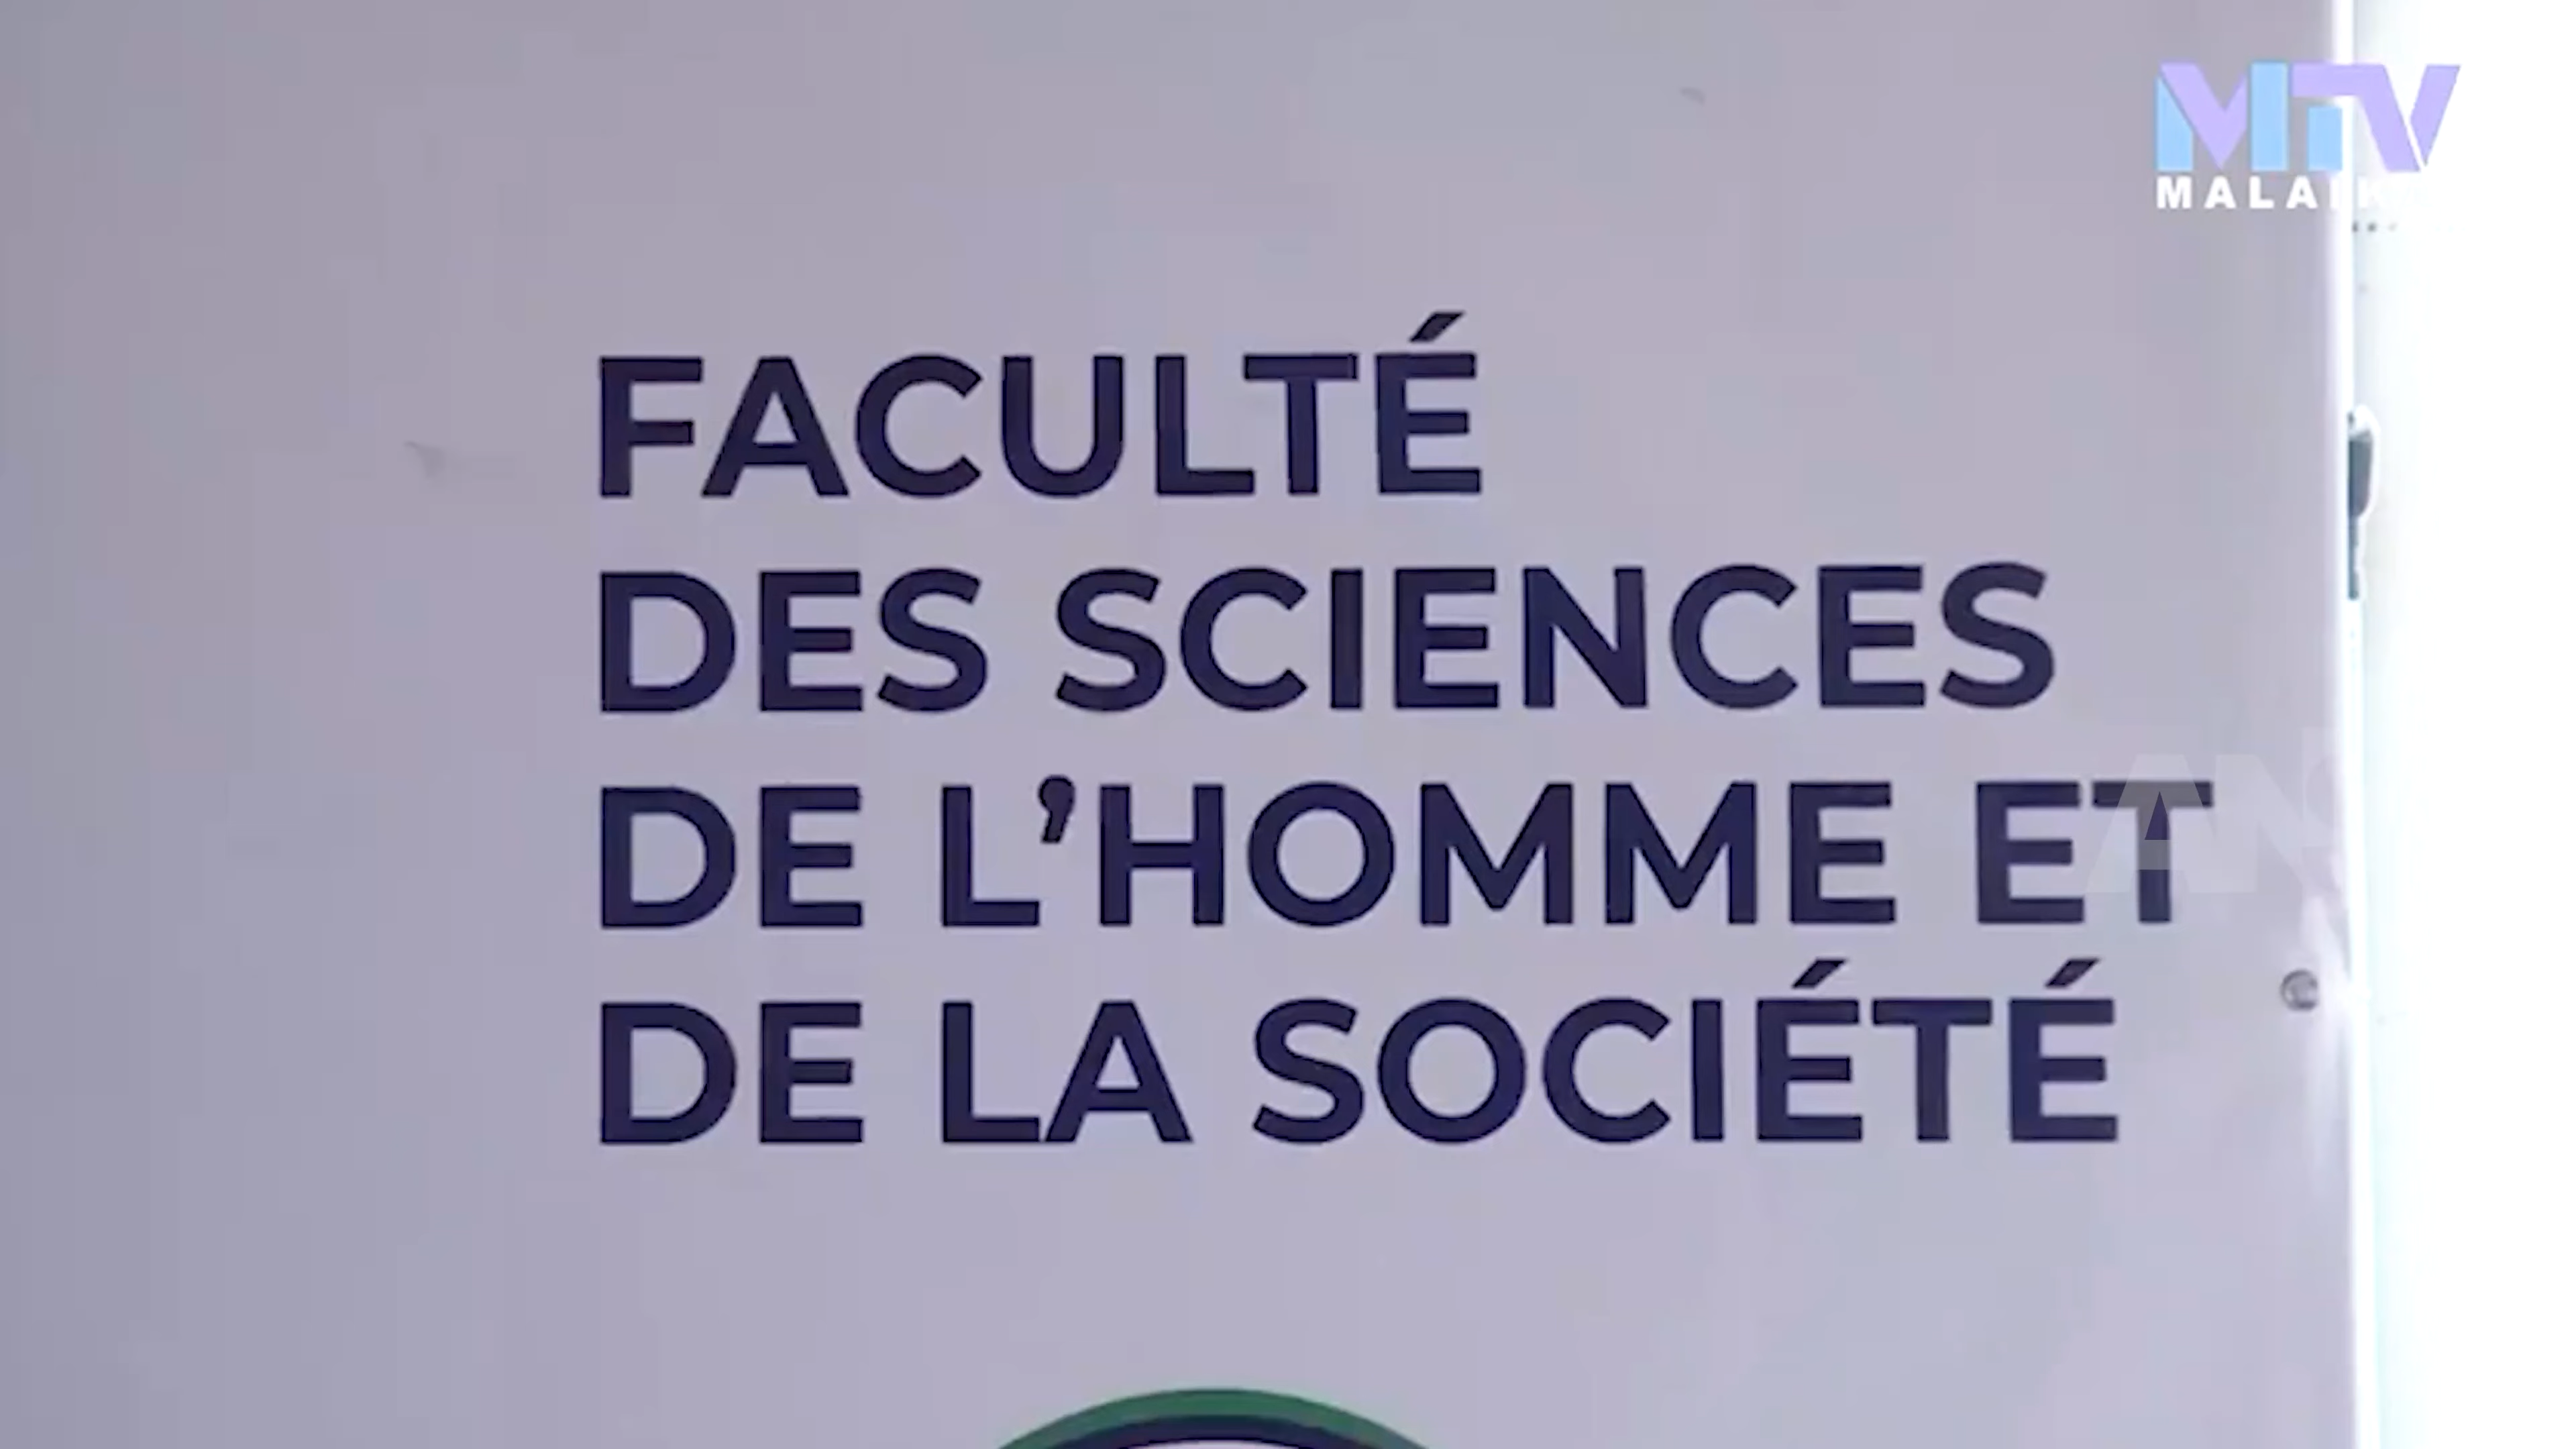 MTV
FACULTÉ
DES SCIENCES
DE L’HOMME ET
DE LA SOCIÉTÉ